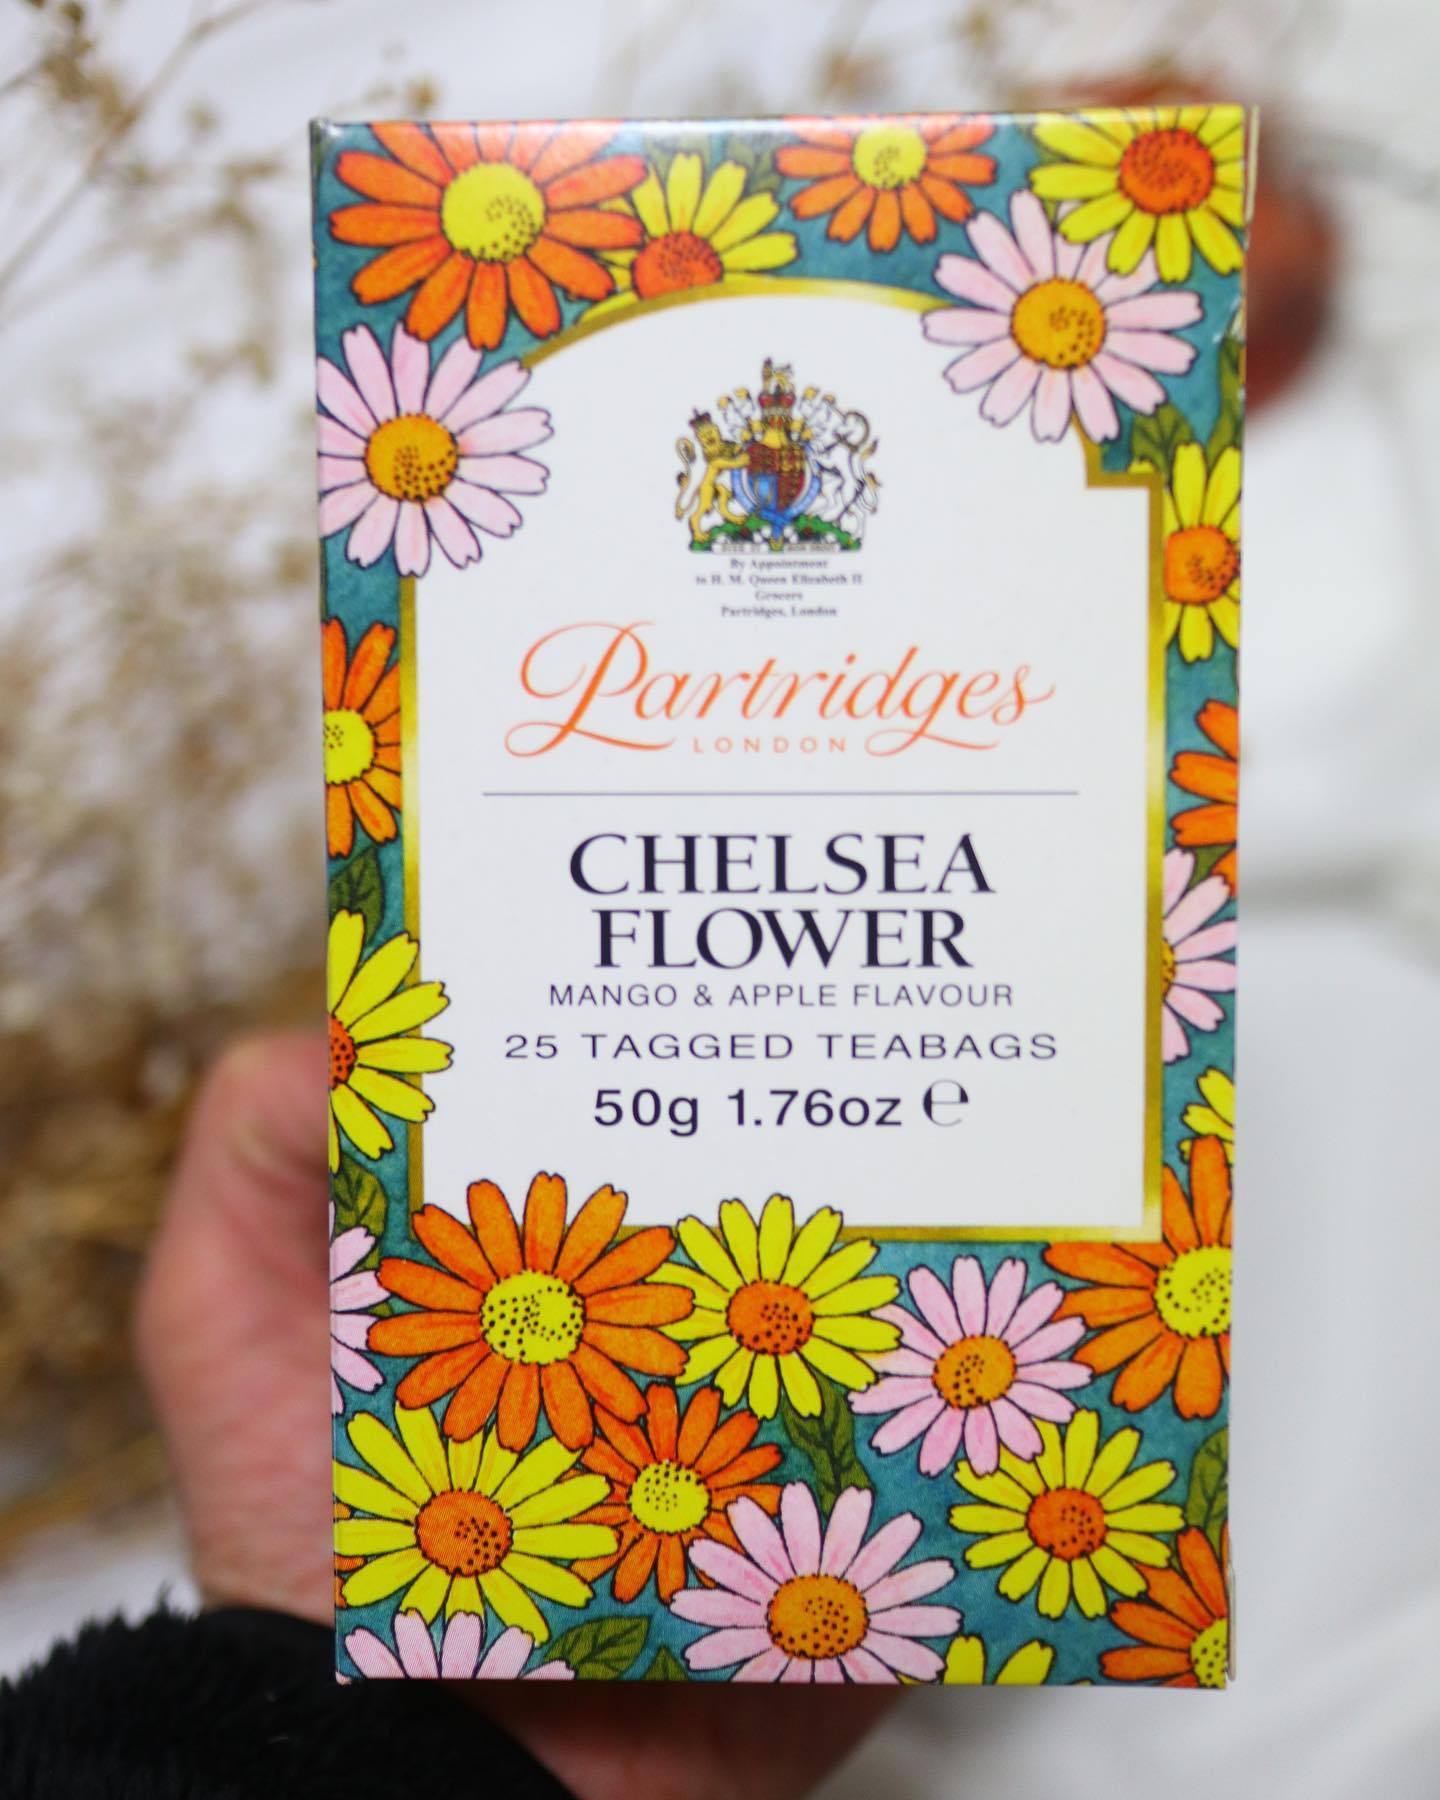 By Appointment
to H. M. Queen Elizabeth II
Grocers
Partridges, London
Partridges
LONDON
CHELSEA
FLOWER
MANGO & APPLE FLAVOUR
25 TAGGED TEABAGS
50g 1.76oz ℮